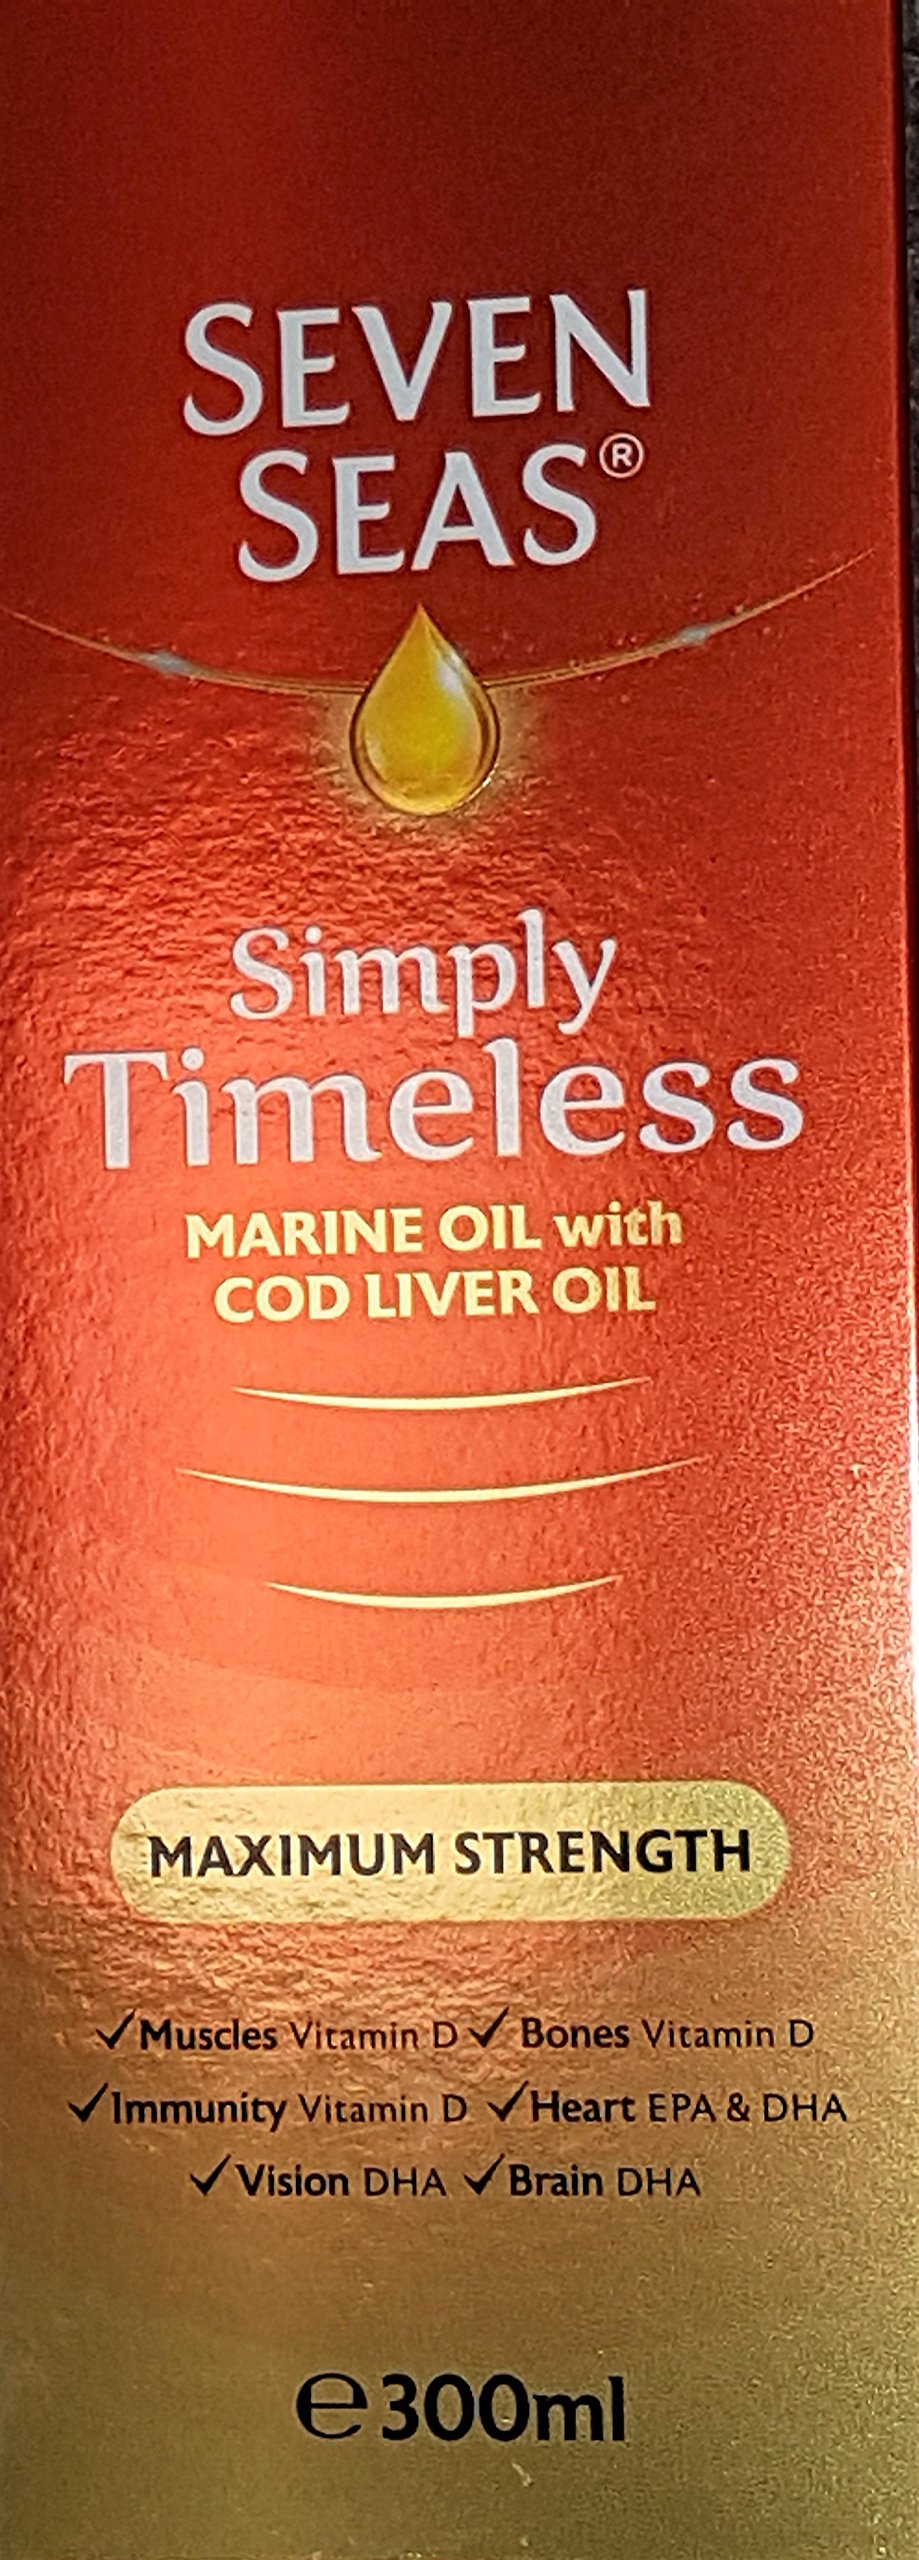 SEVEN
SEAS®
Simply
Timeless
MARINE OIL with
COD LIVER OIL
MAXIMUM STRENGTH
✓Muscles Vitamin D ✓Bones Vitamin D
✓Immunity Vitamin D ✓Heart EPA & DHA
✓Vision DHA ✓Brain DHA
℮300ml